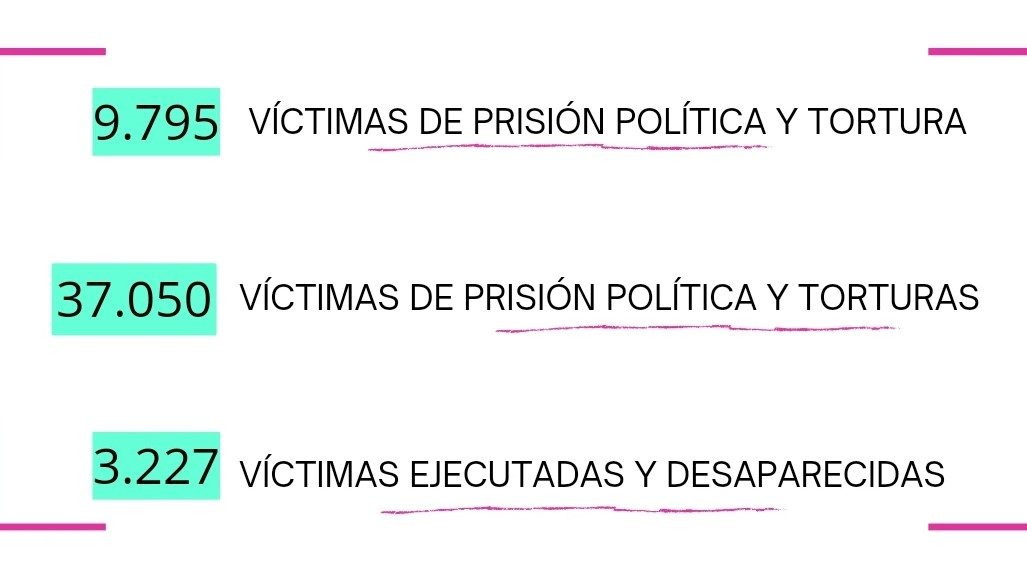 9.795 VÍCTIMAS DE PRISIÓN POLÍTICA Y TORTURA
37.050 VÍCTIMAS DE PRISIÓN POLÍTICA Y TORTURAS
3.227 VÍCTIMAS EJECUTADAS Y DESAPARECIDAS